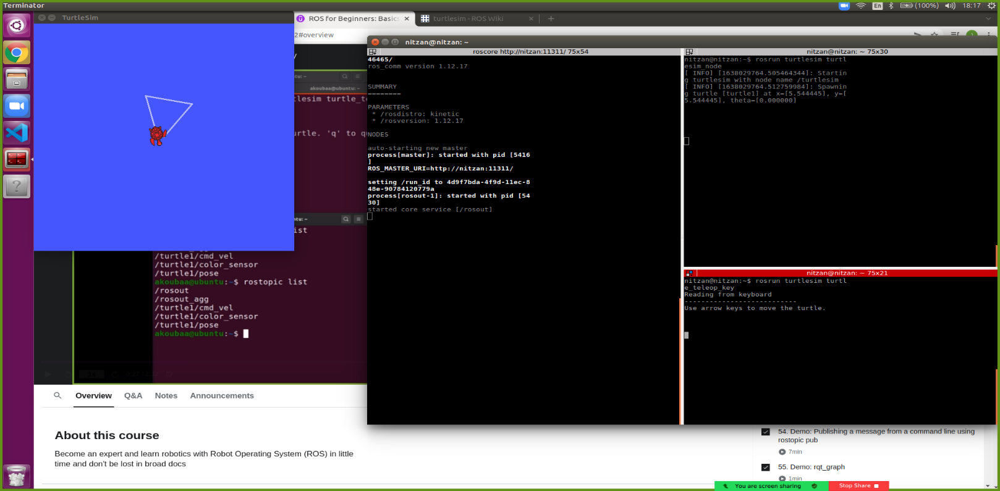 Terminator
En
(100%)
18:17
TurtleSim
ROS for Beginners: Basic
turtlesim - ROS Wiki
2#overview
nitzan@nitzan: ~
roscore http://nitzan:11311/ 75x54
46465/
ros_comm version 1.12.17
SUMMARY
========
PARAMETERS
* /rosdistro: kinetic
* /rosversion: 1.12.17
NODES
auto-starting new master
process[master]: started with pid [5416
]
ROS_MASTER_URI=http://nitzan:11311/
setting /run_id to 4d9f7bda-4f9d-11ec-8
48e-90784120779a
process[rosout-1]: started with pid [54
30]
started core service [/rosout]
nitzan@nitzan: ~ 75x30
nitzan@nitzan:~$ rosrun turtlesim turtl
esim_node
[ INFO] [1638029764.505464344]: Startin
g turtlesim with node name /turtlesim
[ INFO] [1638029764.512759984]: Spawnin
g turtle [turtle1] at x=[5.544445], y=[
5.544445], theta=[0.000000]
nitzan@nitzan: ~ 75x21
nitzan@nitzan:~$ rosrun turtlesim turtl
e_teleop_key
Reading from keyboard
---------------------------
Use arrow keys to move the turtle.
ntu: ~
akoubaa@ubuntu: ~
tlesim turtle_t
urtle. 'q' to q
ntu: ~
ist
/turtle1/cmd_vel
/turtle1/color_sensor
/turtle1/pose
akoubaa@ubuntu:~$ rostopic list
/rosout
/rosout_agg
/turtle1/cmd_vel
/turtle1/color_sensor
/turtle1/pose
akoubaa@ubuntu:~$
Overview Q&A Notes Announcements
About this course
Become an expert and learn robotics with Robot Operating System (ROS) in little
time and don't be lost in broad docs
54. Demo: Publishing a message from a command line using
rostopic pub
7min
55. Demo: rqt_graph
1min
You are screen sharing
Stop Share